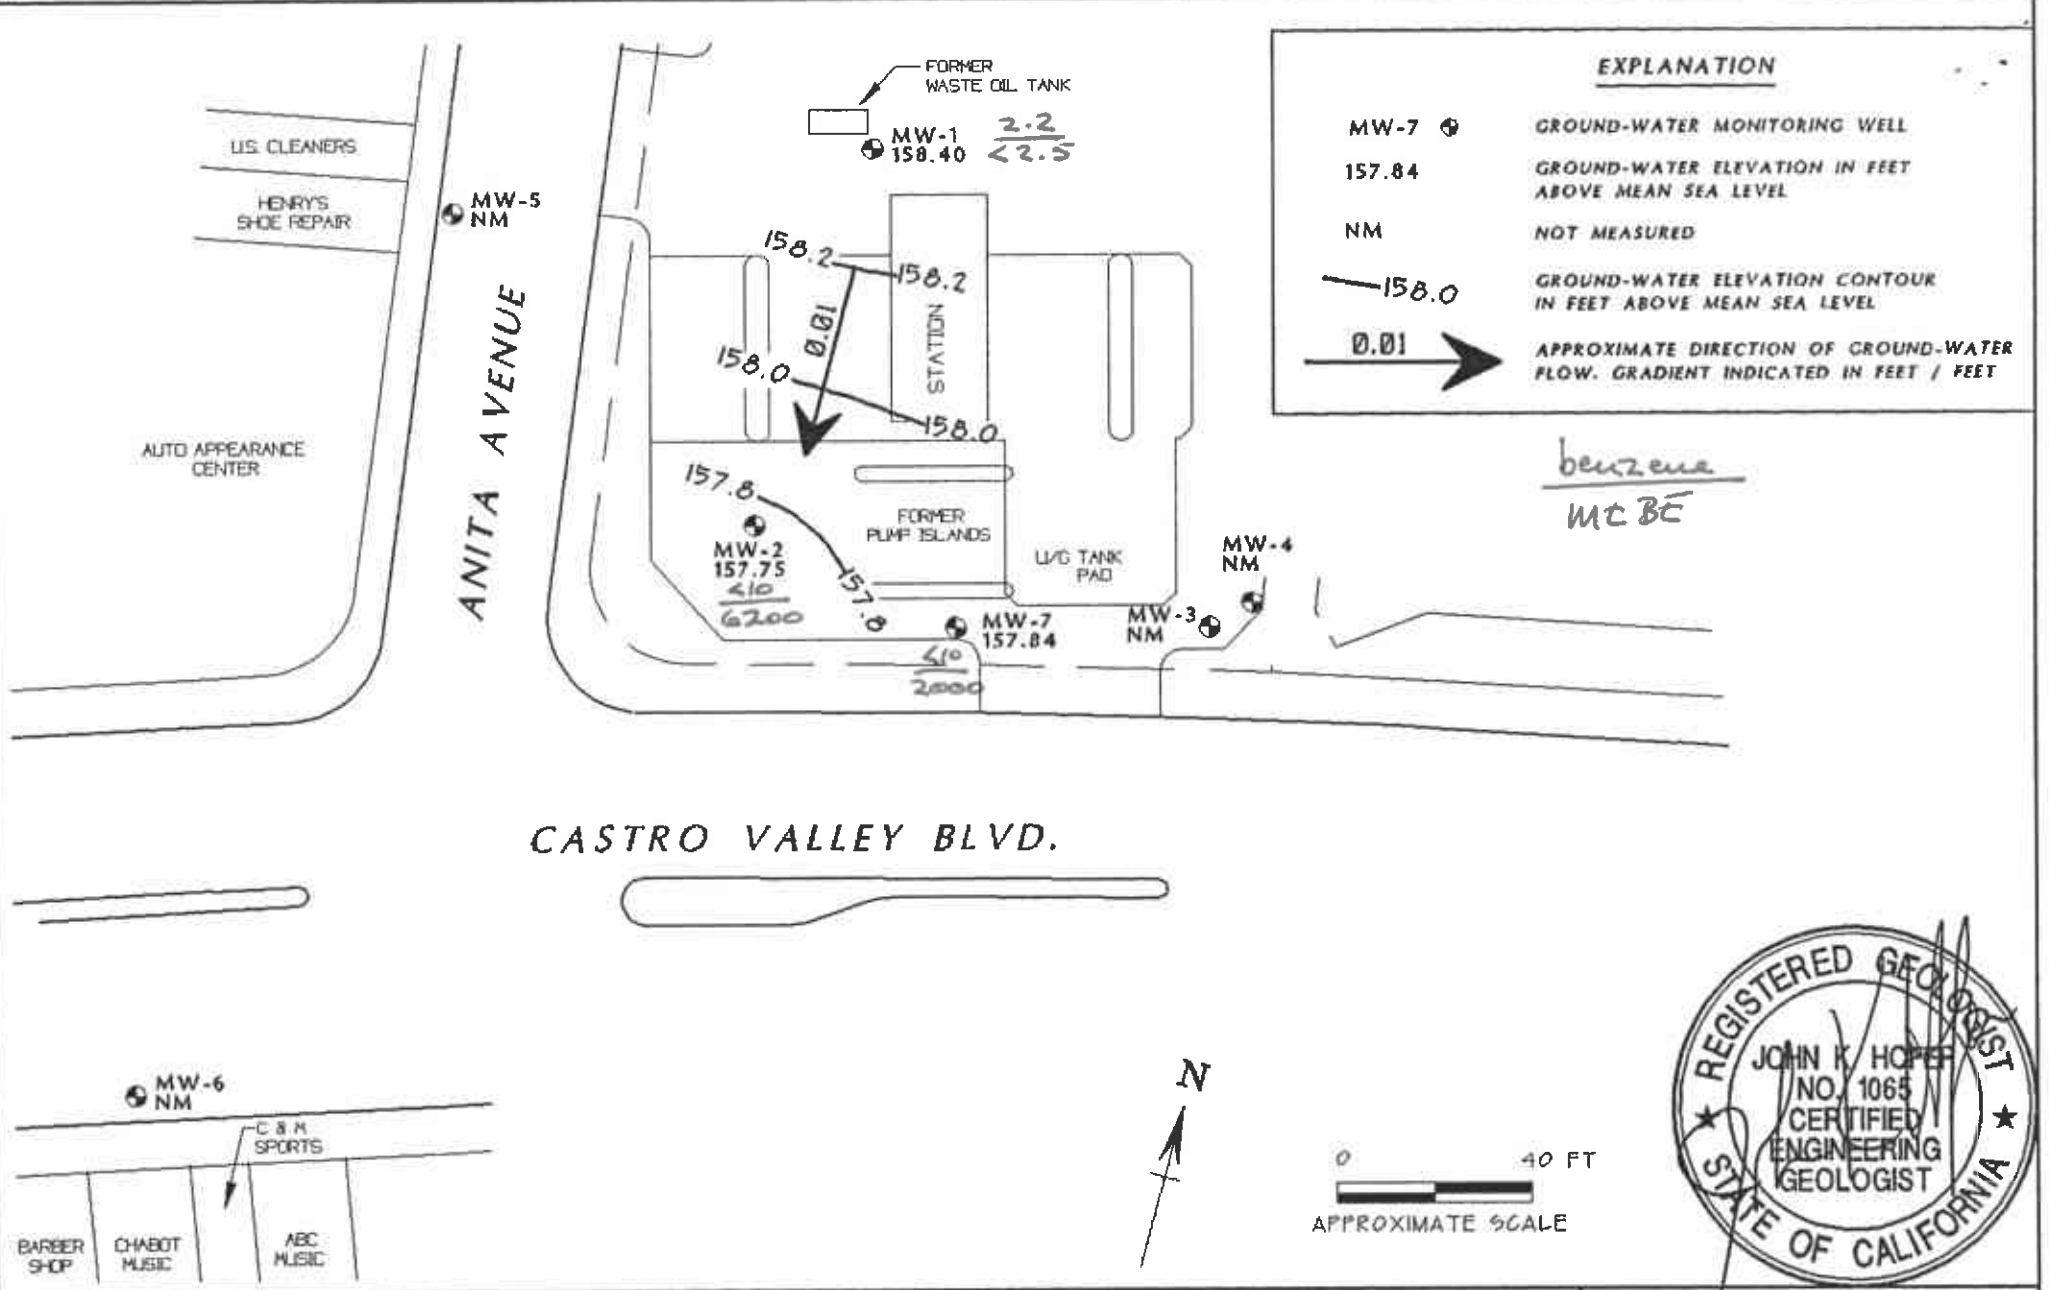 FORMER
WASTE OIL TANK
MW-1
158.40
2.2
<2.5
U.S. CLEANERS
HENRY'S
SHOE REPAIR
MW-5
NM
158.2
158.2
0.01
STATION
158.0
158.0
AUTO APPEARANCE
CENTER
ANITA AVENUE
157.8
157.8
MW-2
157.75
<10
6200
FORMER
PUMP ISLANDS
U/G TANK
PAD
MW-4
NM
MW-3
NM
MW-7
157.84
<10
2000
EXPLANATION
MW-7 GROUND-WATER MONITORING WELL
157.84 GROUND-WATER ELEVATION IN FEET
ABOVE MEAN SEA LEVEL
NM NOT MEASURED
158.0 GROUND-WATER ELEVATION CONTOUR
IN FEET ABOVE MEAN SEA LEVEL
0.01 APPROXIMATE DIRECTION OF GROUND-WATER
FLOW. GRADIENT INDICATED IN FEET / FEET
benzene
MtBE
CASTRO VALLEY BLVD.
MW-6
NM
C & M
SPORTS
BARBER
SHOP
CHABOT
MUSIC
ABC
MUSIC
N
0 40 FT
APPROXIMATE SCALE
REGISTERED GEOLOGIST
JOHN K. HOFER
NO. 1065
CERTIFIED
ENGINEERING
GEOLOGIST
STATE OF CALIFORNIA